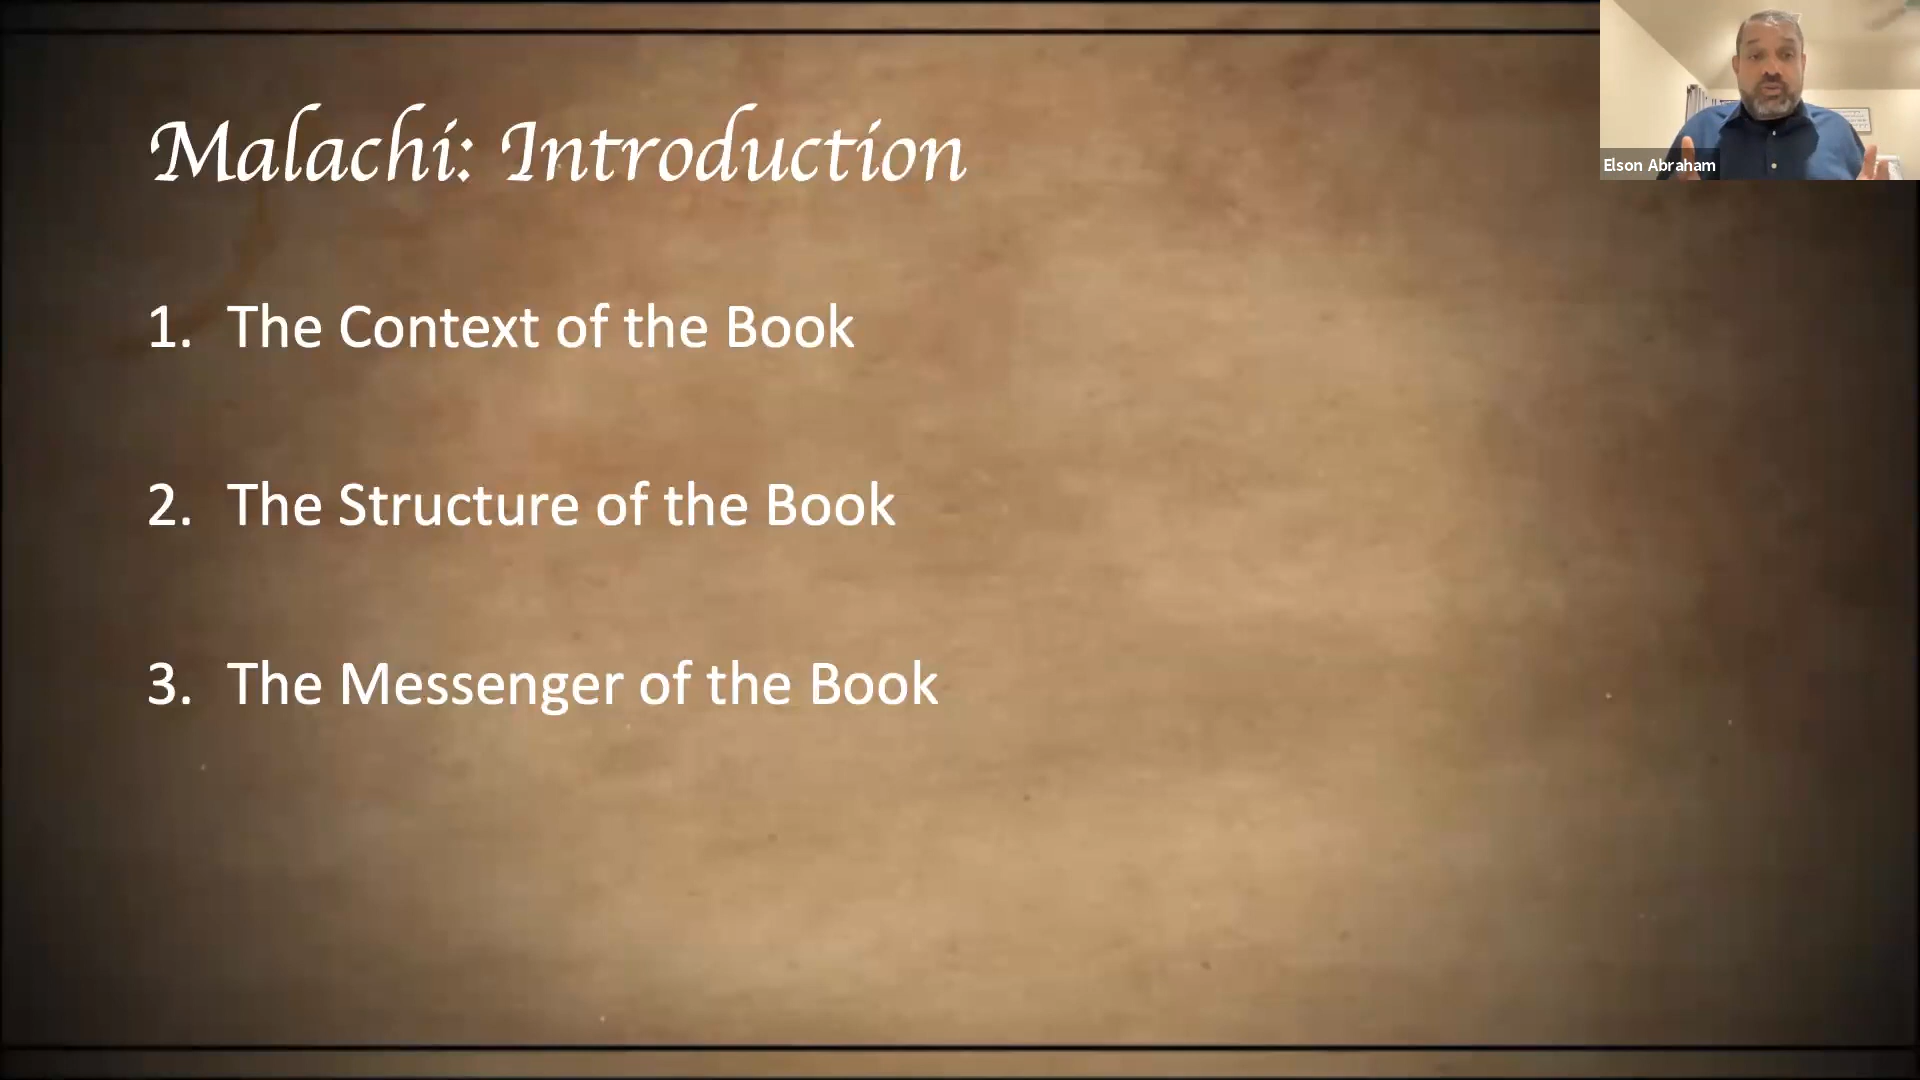 Malachi: Introduction
Elson Abraham
1. The Context of the Book
2. The Structure of the Book
3. The Messenger of the Book